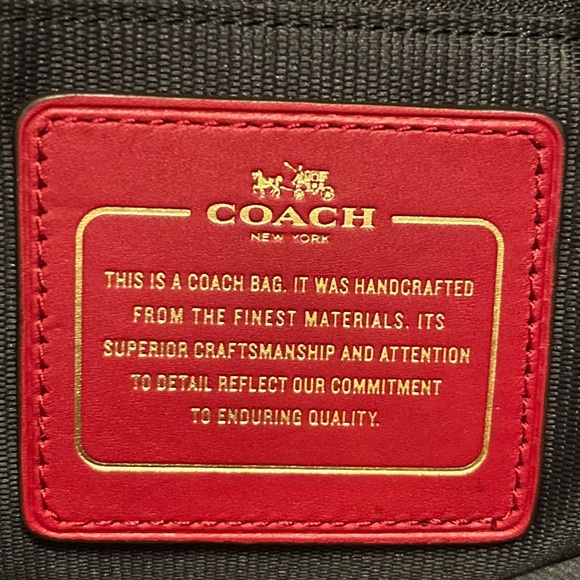 COACH
NEW YORK
THIS IS A COACH BAG. IT WAS HANDCRAFTED
FROM THE FINEST MATERIALS. ITS
SUPERIOR CRAFTSMANSHIP AND ATTENTION
TO DETAIL REFLECT OUR COMMITMENT
TO ENDURING QUALITY.